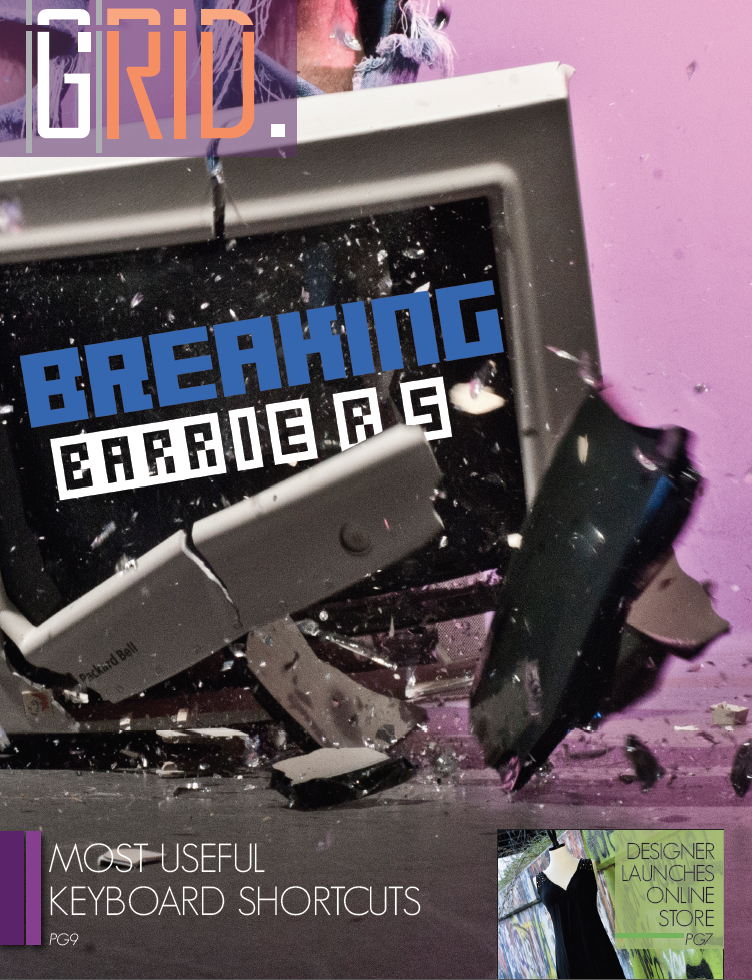 GRID.
BREAKING
BARRIERS
Packard Bell
MOST USEFUL
KEYBOARD SHORTCUTS
PG9
DESIGNER
LAUNCHES
ONLINE
STORE
PG7